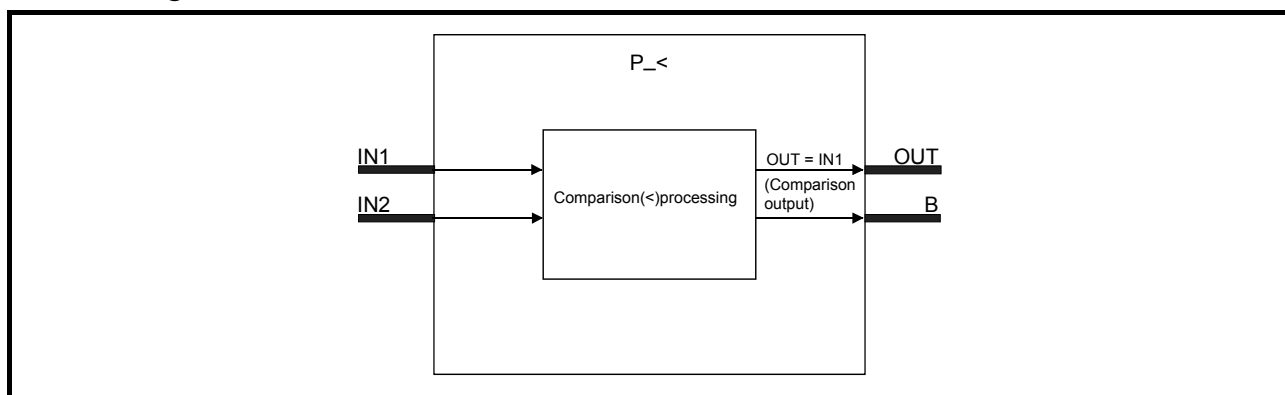 P_<
IN1
IN2
Comparison(<)processing
OUT = IN1
(Comparison
output)
OUT
B